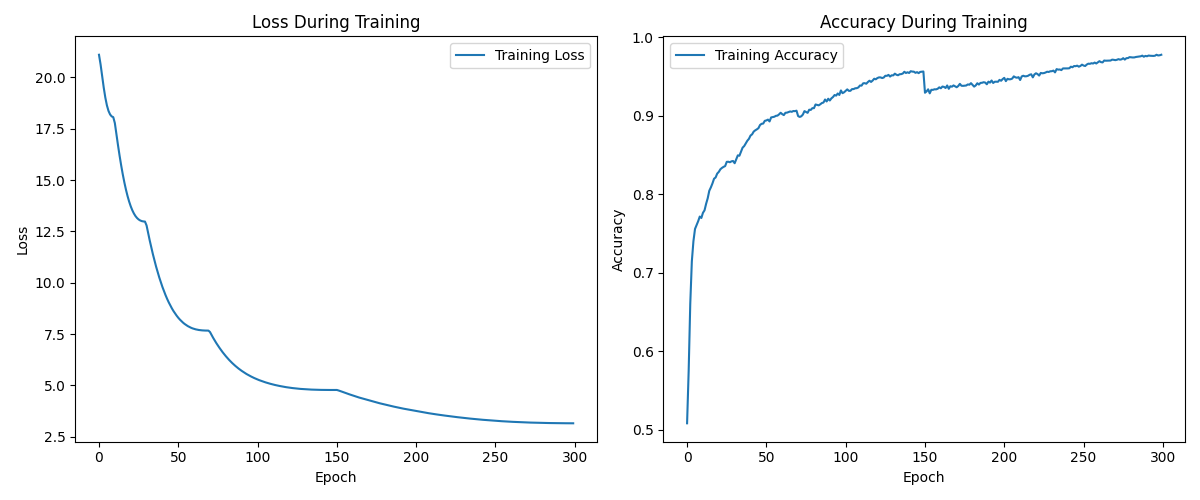 Loss During Training
Training Loss
20.0
17.5
15.0
12.5
10.0
7.5
5.0
2.5
Loss
0 50 100 150 200 250 300
Epoch
Accuracy During Training
Training Accuracy
1.0
0.9
0.8
0.7
0.6
0.5
Accuracy
0 50 100 150 200 250 300
Epoch